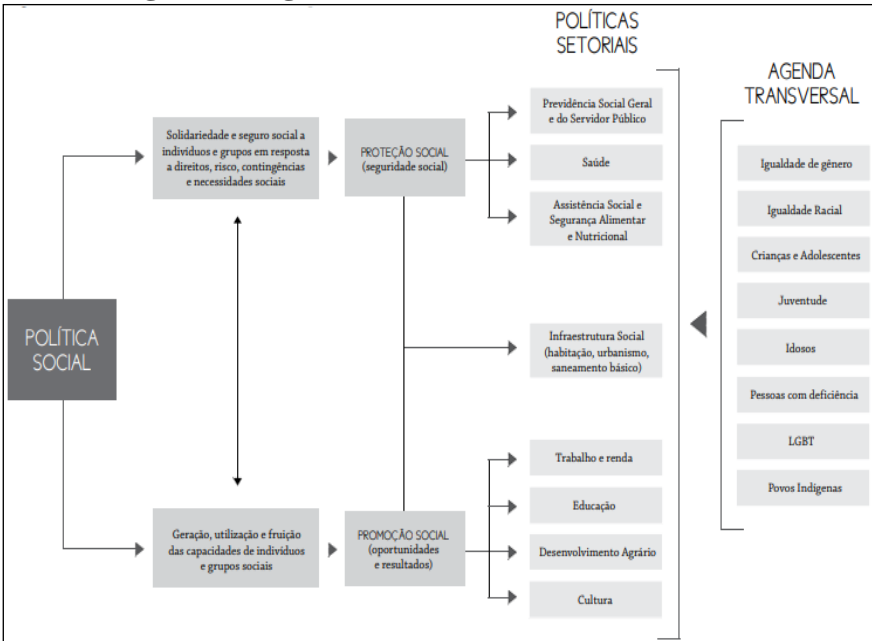 POLÍTICAS
SETORIAIS
AGENDA
TRANSVERSAL
POLÍTICA
SOCIAL
Solidariedade e seguro social a
indivíduos e grupos em resposta
a direitos, risco, contingências
e necessidades sociais
PROTEÇÃO SOCIAL
(seguridade social)
Previdência Social Geral
e do Servidor Público
Saúde
Assistência Social e
Segurança Alimentar
e Nutricional
Infraestrutura Social
(habitação, urbanismo,
saneamento básico)
Geração, utilização e fruição
das capacidades de indivíduos
e grupos sociais
PROMOÇÃO SOCIAL
(oportunidades
e resultados)
Trabalho e renda
Educação
Desenvolvimento Agrário
Cultura
Igualdade de gênero
Igualdade Racial
Crianças e Adolescentes
Juventude
Idosos
Pessoas com deficiência
LGBT
Povos Indígenas